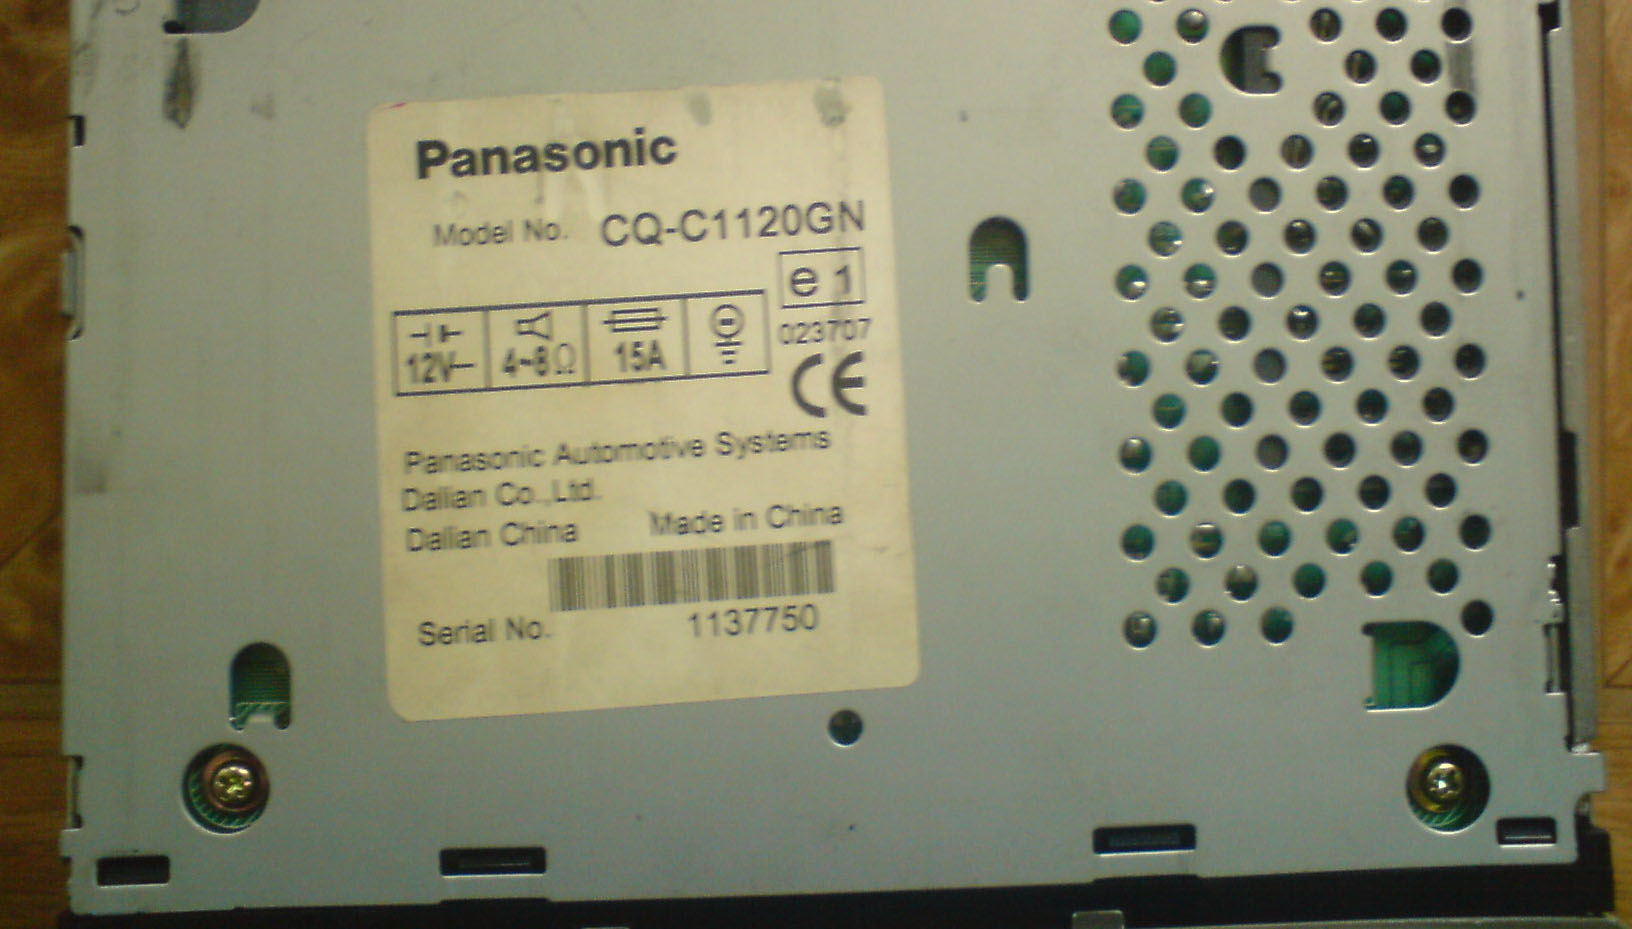 Panasonic
Model No. CQ-C1120GN
e 1
023707
12V 4~8Ω 15A
CE
Panasonic Automotive Systems
Dalian Co.,Ltd.
Dalian China Made in China
Serial No. 1137750